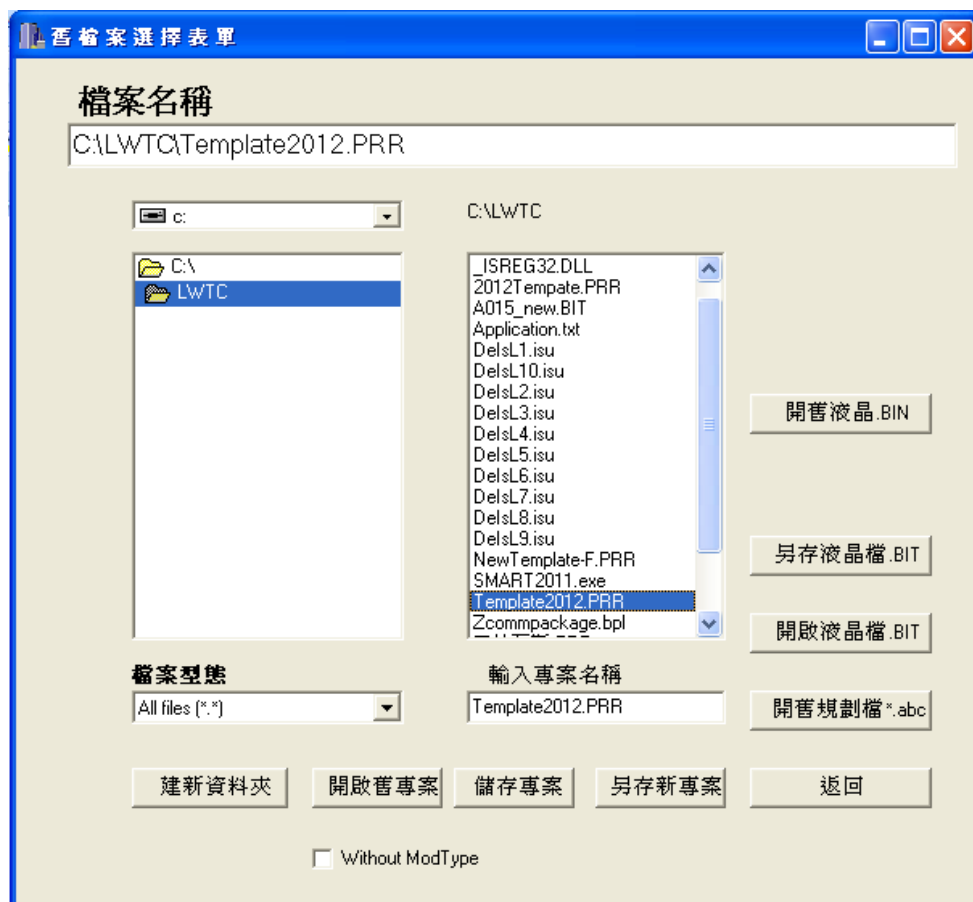 舊檔案選擇表單
檔案名稱
C:\LWTC\Template2012.PRR
c:
C:\LWTC
C:\
LWTC
_ISREG32.DLL
2012Tempate.PRR
A015_new.BIT
Application.txt
DelsL1.isu
DelsL10.isu
DelsL2.isu
DelsL3.isu
DelsL4.isu
DelsL5.isu
DelsL6.isu
DelsL7.isu
DelsL8.isu
DelsL9.isu
NewTemplate-F.PRR
SMART2011.exe
Template2012.PRR
Zcommpackage.bpl
開舊液晶.BIN
另存液晶檔.BIT
開啟液晶檔.BIT
檔案型態
輸入專案名稱
All files (*.*)
Template2012.PRR
開舊規劃檔*.abc
建新資料夾
開啟舊專案
儲存專案
另存新專案
返回
Without ModType